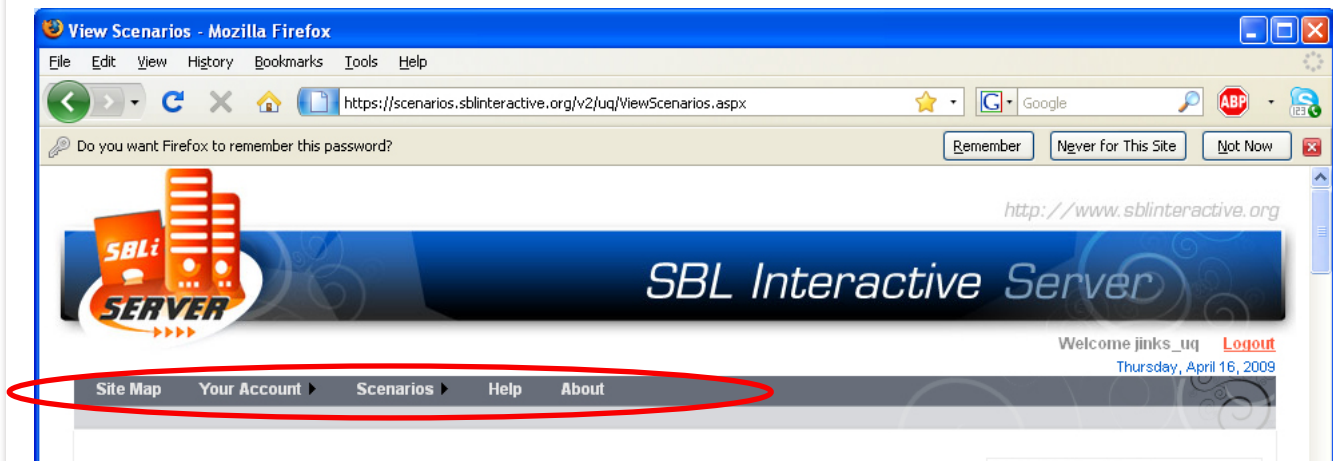 View Scenarios - Mozilla Firefox
File Edit View History Bookmarks Tools Help
https://scenarios.sblinteractive.org/v2/uq/ViewScenarios.aspx G Google ABP 123
Do you want Firefox to remember this password? Remember Never for This Site Not Now
http://www.sblinteractive.org
SBLi
SERVER
SBL Interactive Server
Welcome jinks_uq Logout
Thursday, April 16, 2009
Site Map Your Account Scenarios Help About